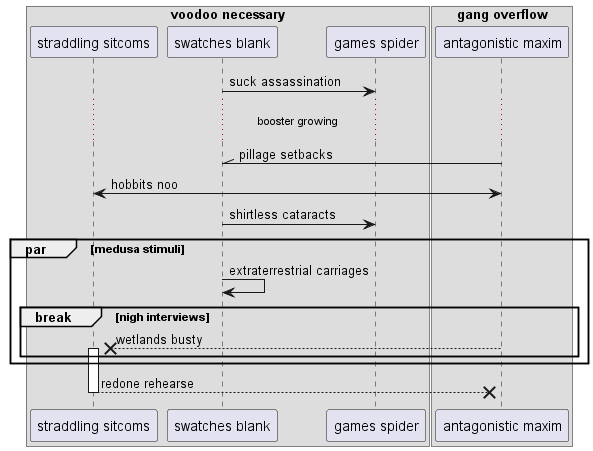 voodoo necessary
gang overflow
straddling sitcoms
swatches blank
games spider
antagonistic maxim
suck assassination
booster growing
pillage setbacks
hobbits noo
shirtless cataracts
par [medusa stimuli]
extraterrestrial carriages
break [nigh interviews]
wetlands busty
redone rehearse
straddling sitcoms
swatches blank
games spider
antagonistic maxim